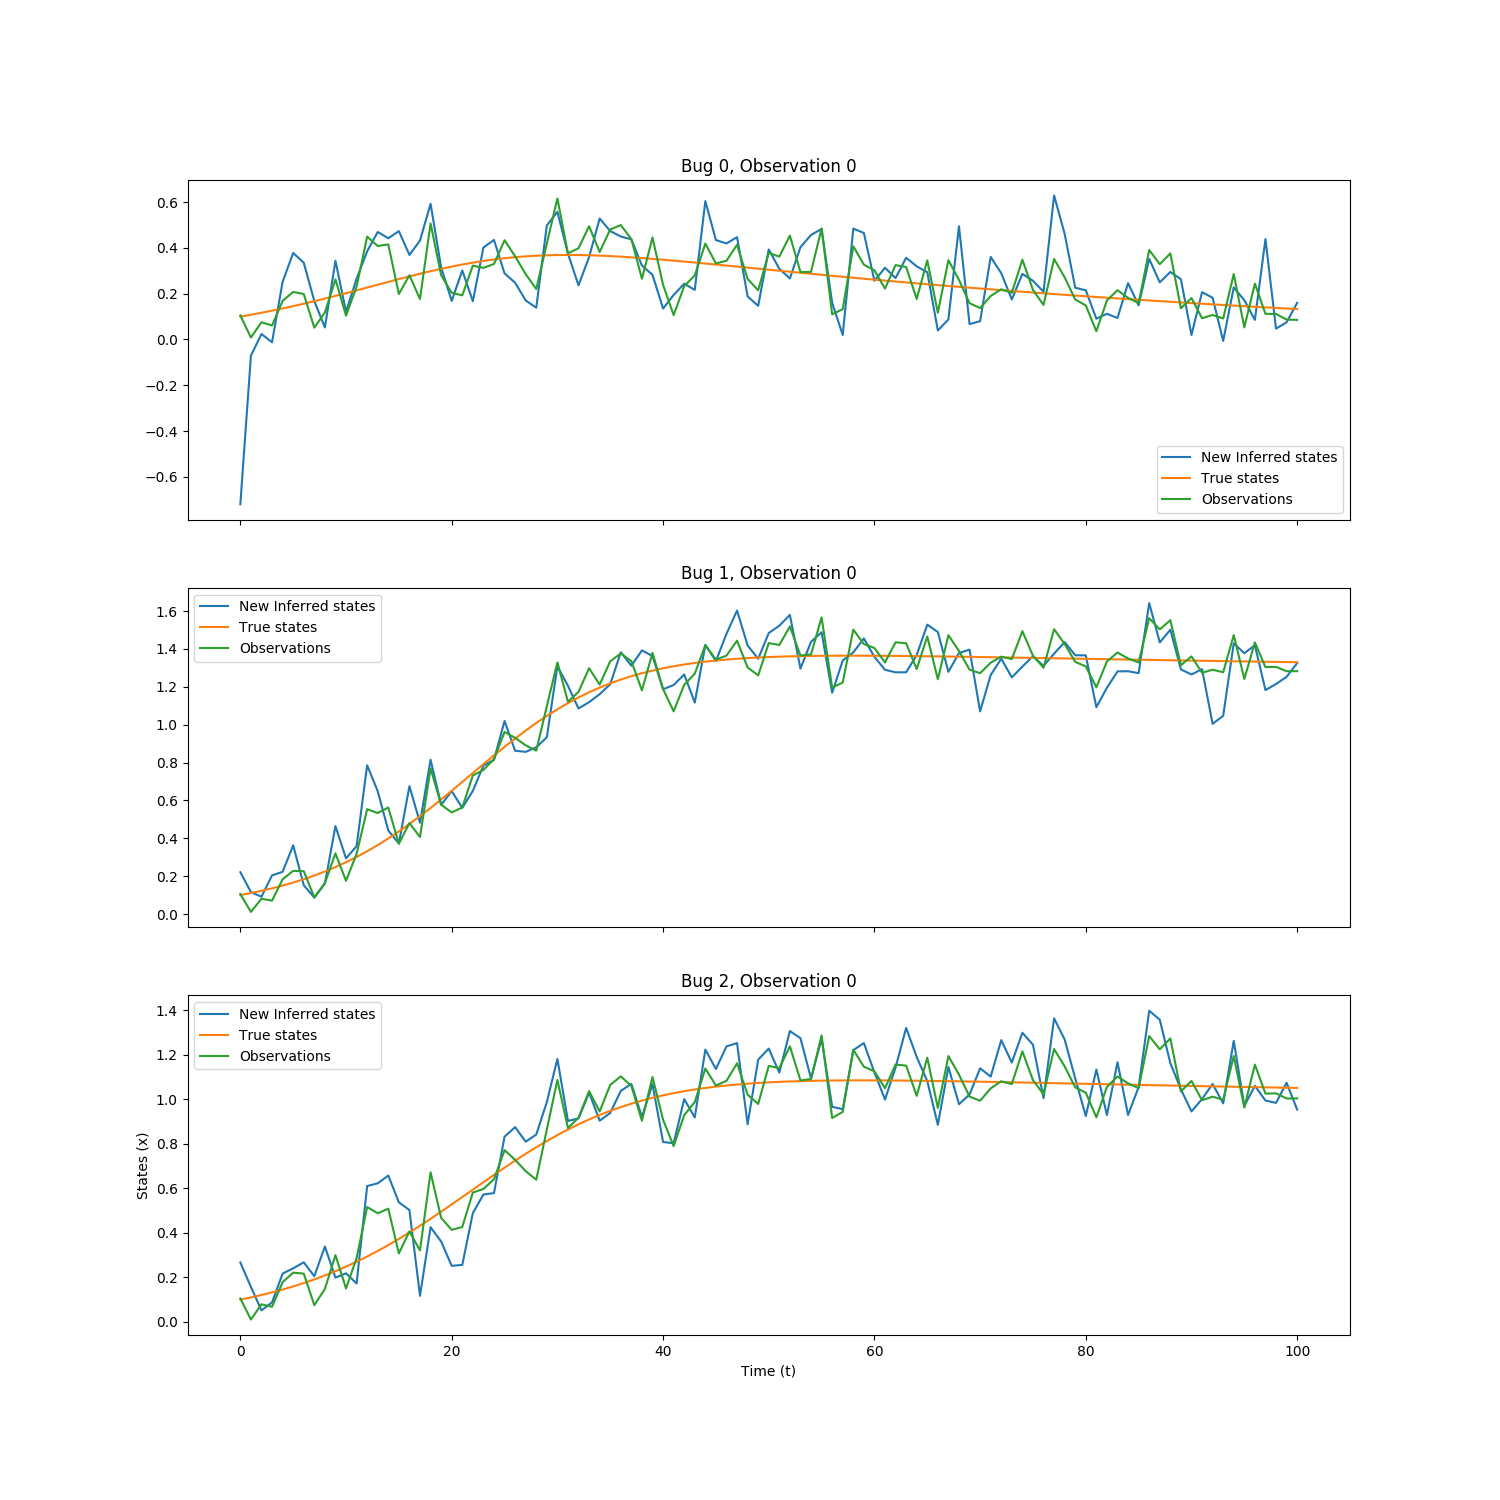 Bug 0, Observation 0
0.6
0.4
0.2
0.0
−0.2
−0.4
−0.6
New Inferred states
True states
Observations
Bug 1, Observation 0
1.6
1.4
1.2
1.0
0.8
0.6
0.4
0.2
0.0
New Inferred states
True states
Observations
Bug 2, Observation 0
1.4
1.2
1.0
0.8
0.6
0.4
0.2
0.0
New Inferred states
True states
Observations
States (x)
0 20 40 60 80 100
Time (t)